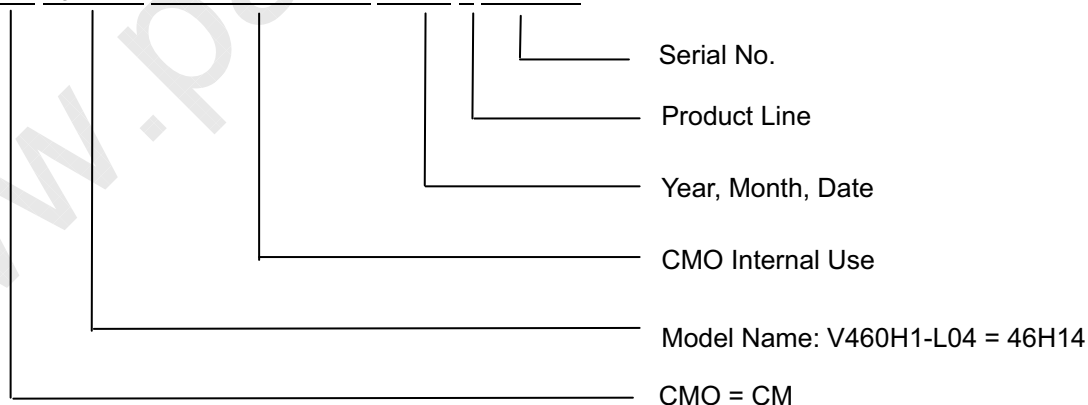 Serial No.
Product Line
Year, Month, Date
CMO Internal Use
Model Name: V460H1-L04 = 46H14
CMO = CM